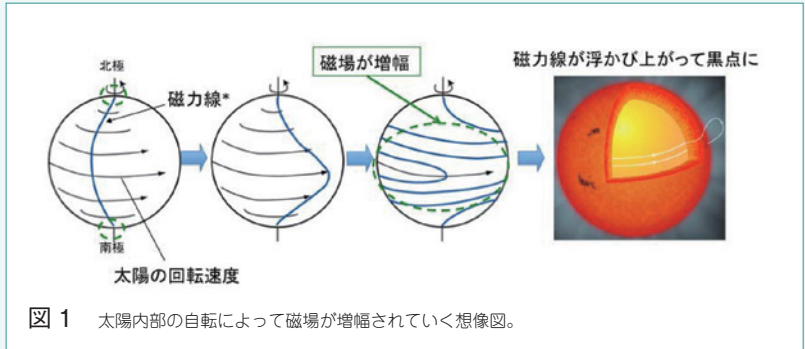 北極
磁力線*
南極
太陽の回転速度
磁場が増幅
磁力線が浮かび上がって黒点に
図 1 太陽内部の自転によって磁場が増幅されていく想像図。